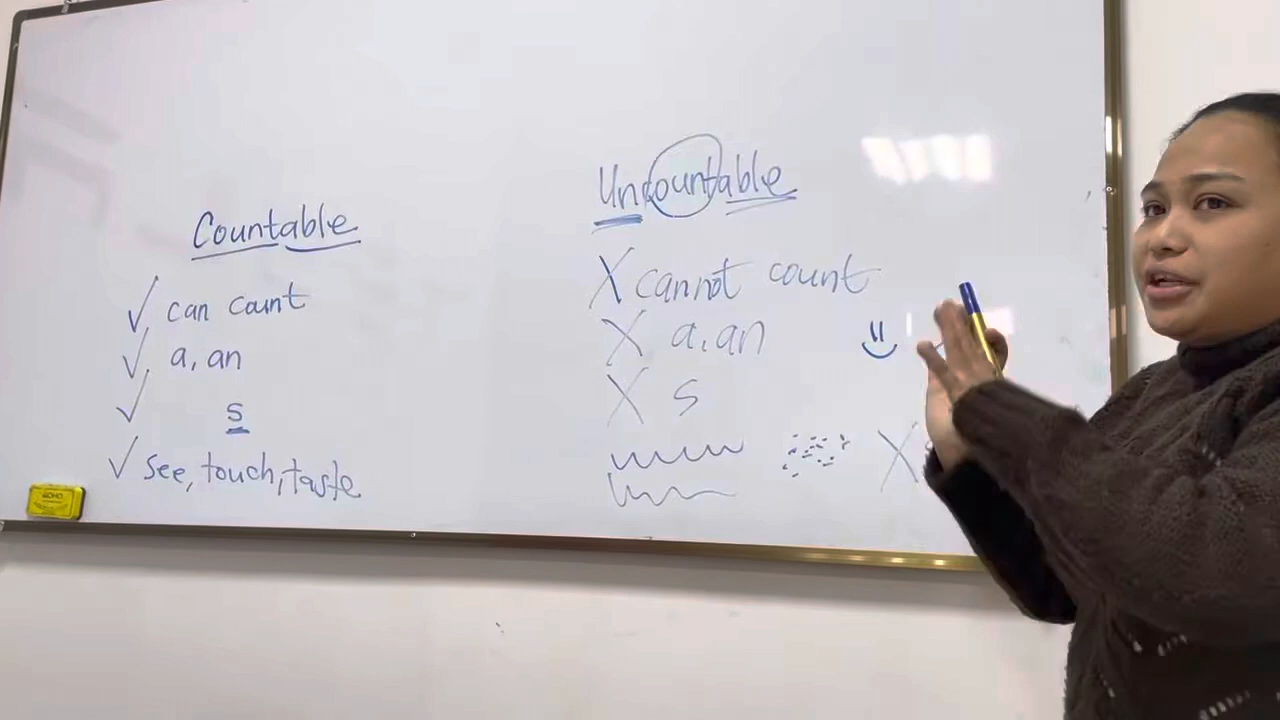 Countable
✓ can count
✓ a, an
✓ s
✓ see, touch, taste
Uncountable
X cannot count
X a, an
X s
X